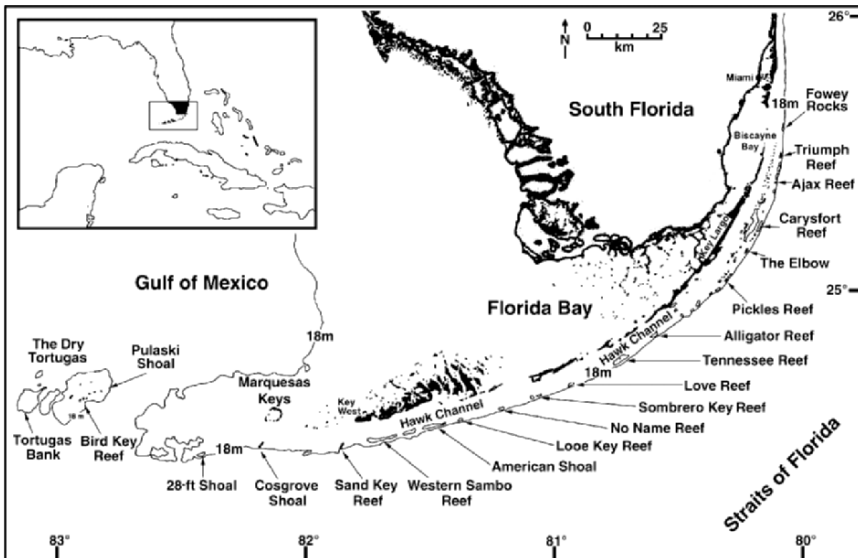 26°
N
0
25
km
Miami
18m
Fowey
Rocks
South Florida
Biscayne
Bay
Triumph
Reef
Ajax Reef
Key Largo
Carysfort
Reef
The Elbow
Gulf of Mexico
Florida Bay
25°
Pickles Reef
18m
Hawk Channel
Alligator Reef
The Dry
Tortugas
Pulaski
Shoal
Tennessee Reef
18m
Marquesas
Keys
Love Reef
Key
West
Hawk Channel
Sombrero Key Reef
18 m
No Name Reef
Tortugas
Bank
Bird Key
Reef
18m
Looe Key Reef
American Shoal
28-ft Shoal
Cosgrove
Shoal
Sand Key
Reef
Western Sambo
Reef
Straits of Florida
83°
82°
81°
80°